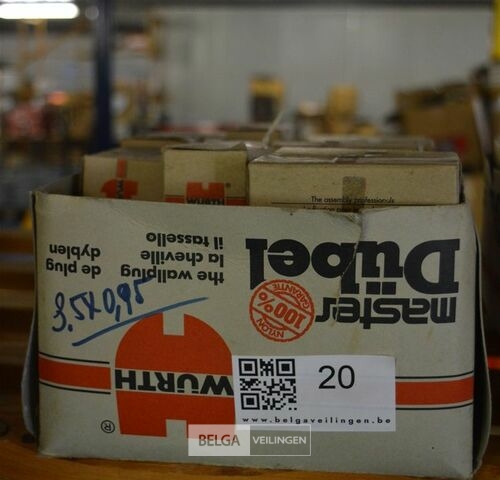 WÜRTH
The assembly professionals
master
Dübel
the wallplug
la cheville
il tassello
de plug
dyblen
100%
NYLON
GARANTIE
3,5x0,95
WÜRTH
®
20
www.belgaveilingen.be
BELGA VEILINGEN